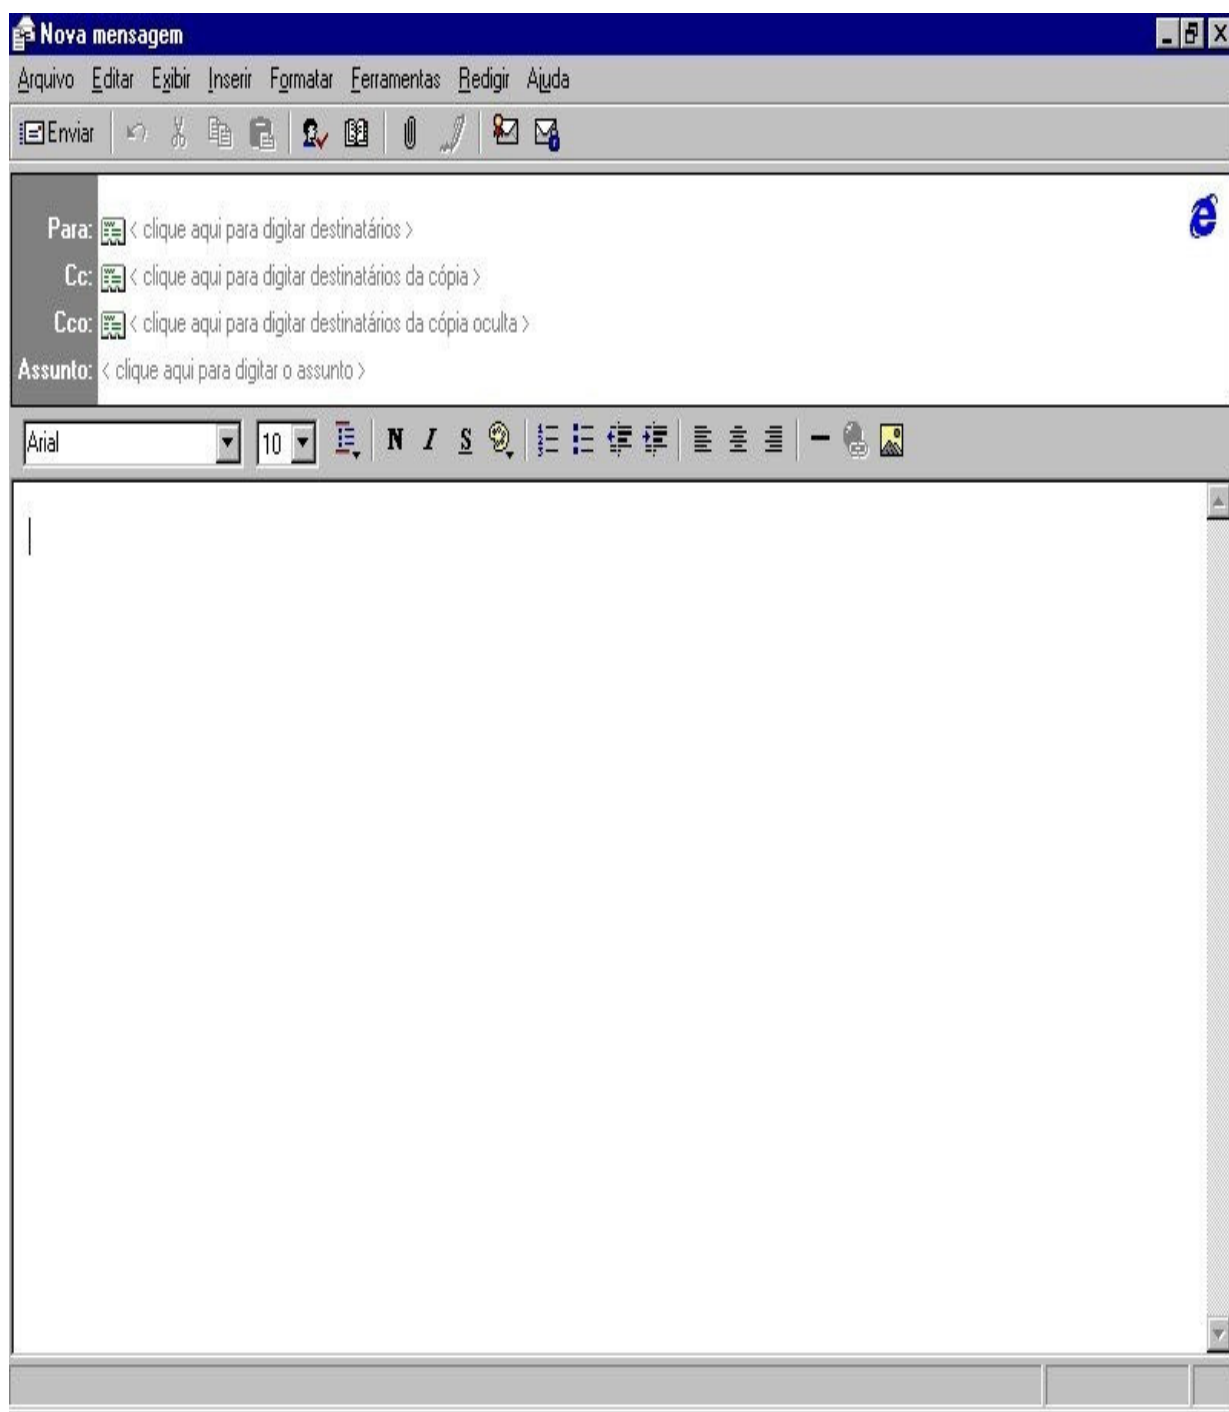 Nova mensagem
Arquivo Editar Exibir Inserir Formatar Ferramentas Redigir Ajuda
Enviar
Para: < clique aqui para digitar destinatários >
Cc: < clique aqui para digitar destinatários da cópia >
Cco: < clique aqui para digitar destinatários da cópia oculta >
Assunto: < clique aqui para digitar o assunto >
Arial 10 N I S